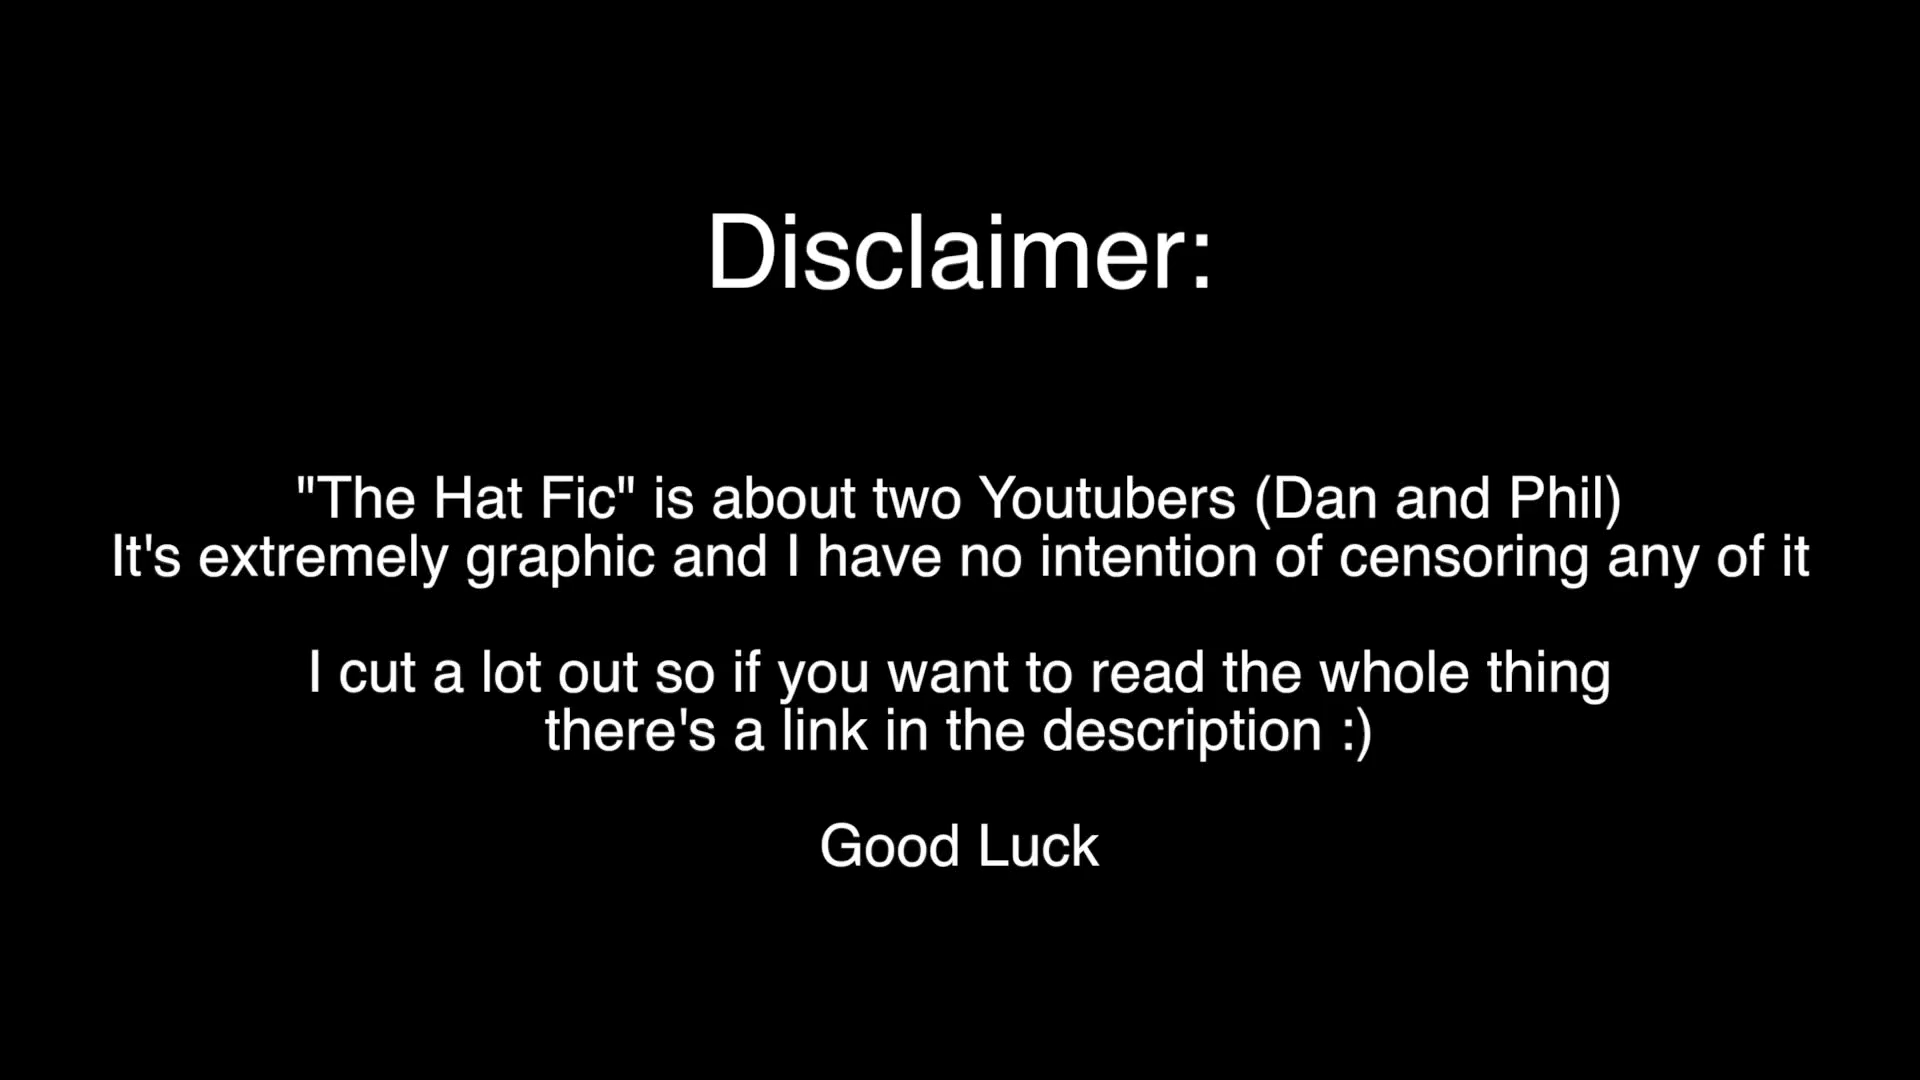 Disclaimer:
"The Hat Fic" is about two Youtubers (Dan and Phil)
It's extremely graphic and I have no intention of censoring any of it
I cut a lot out so if you want to read the whole thing
there's a link in the description :)
Good Luck